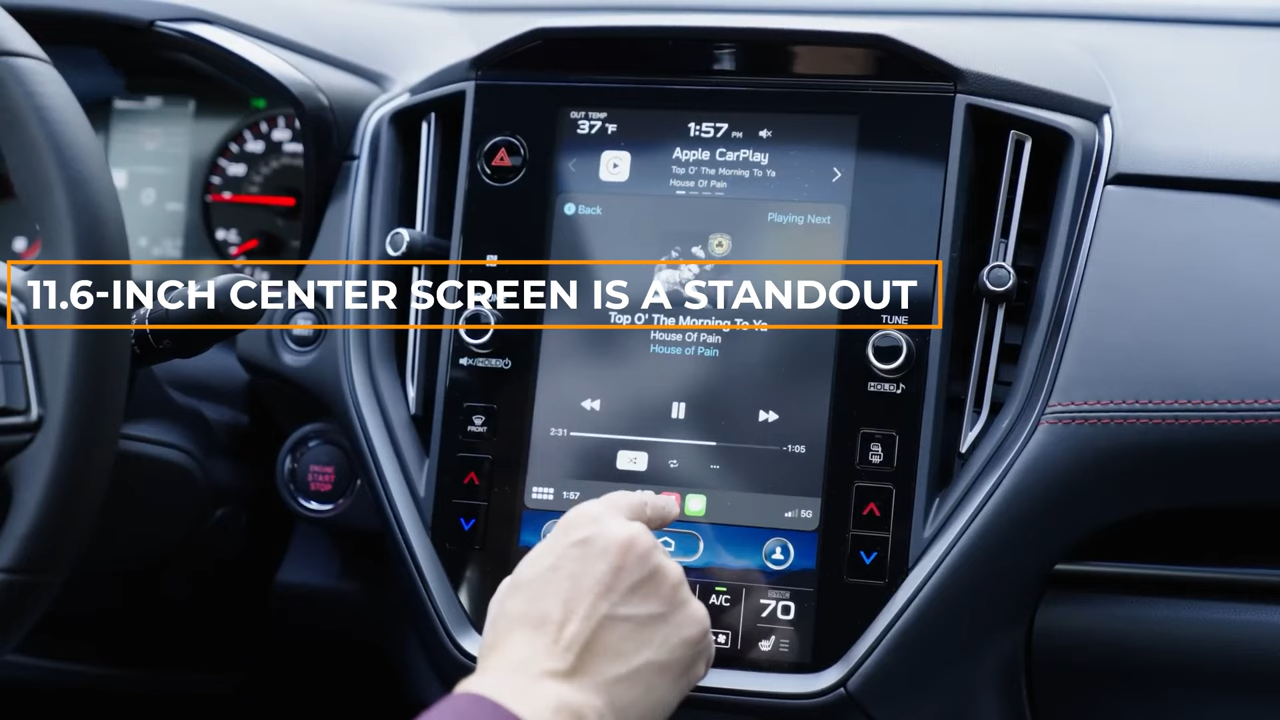 OUT TEMP
37°F
1:57 PM
Apple CarPlay
Top O' The Morning To Ya
House Of Pain
Back
Playing Next
11.6-INCH CENTER SCREEN IS A STANDOUT
Top O' The Morning To Ya
House Of Pain
House of Pain
TUNE
HOLD
HOLD
FRONT
2:31
-1:05
ENGINE
START
STOP
1:57
5G
A/C
SYNC
70